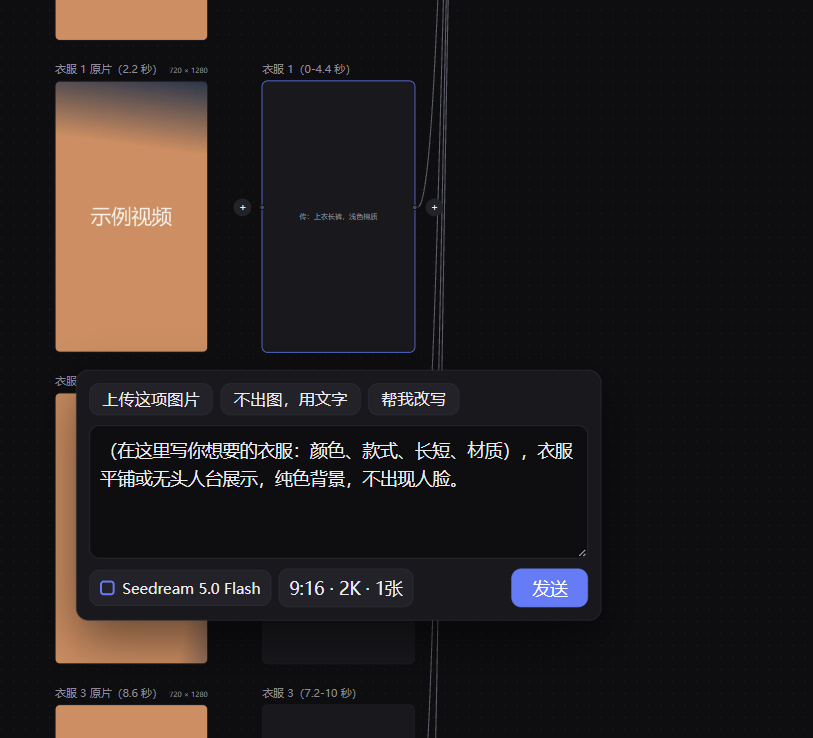 衣服 1 原片（2.2 秒） 720 × 1280
衣服 1（0-4.4 秒）
示例视频
传：上衣长裤，浅色棉质
衣服
上传这项图片
不出图，用文字
帮我改写
（在这里写你想要的衣服：颜色、款式、长短、材质），衣服
平铺或无头人台展示，纯色背景，不出现人脸。
Seedream 5.0 Flash
9:16 · 2K · 1张
发送
衣服 3 原片（8.6 秒） 720 × 1280
衣服 3（7.2-10 秒）